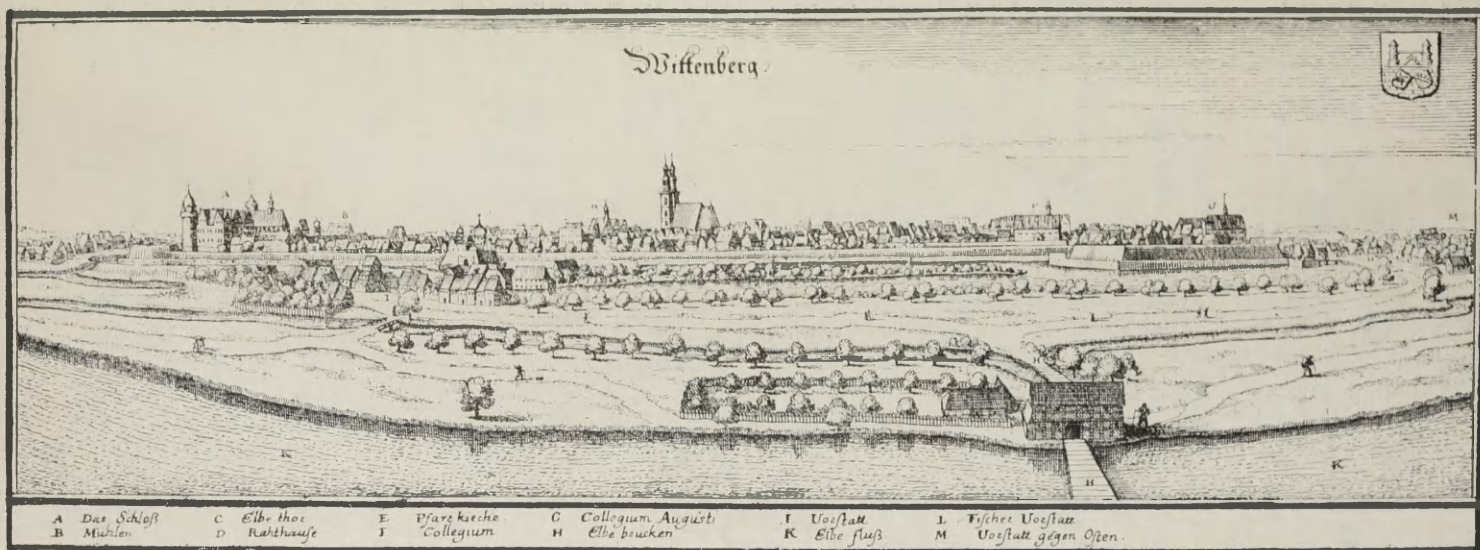 Wittenberg.
A Das Schloß C Elbe thor E Pfarr kirche G Collegium Augusti I Vorstatt L Fischer Vorstatt
B Muhlen D Rahthause F Collegium H Elbe brucken K Elbe fluß M Vorstatt gegen Osten.
M
K
K
H